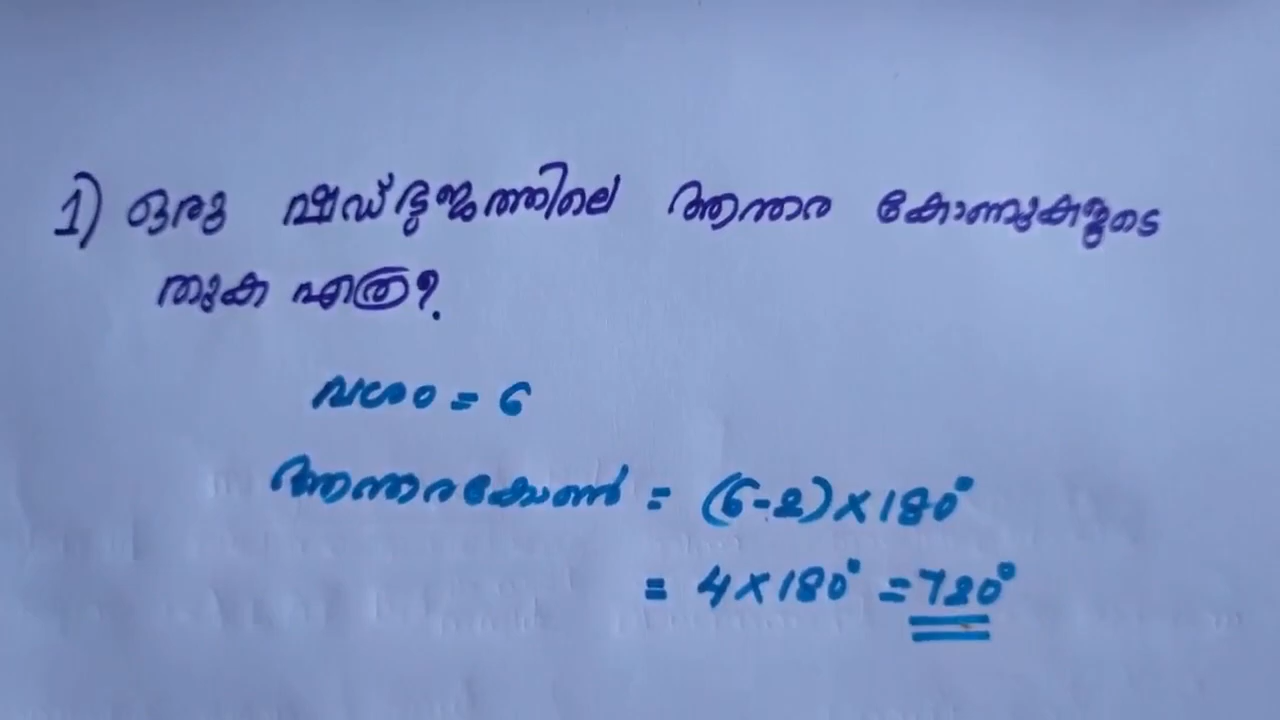 1) ഒരു ഷഡ്ഭുജത്തിലെ ആന്തര കോണുകളുടെ
തുക എത്ര?
വശം = 6
ആന്തരകോൺ = (6-2)×180°
= 4×180° = 720°